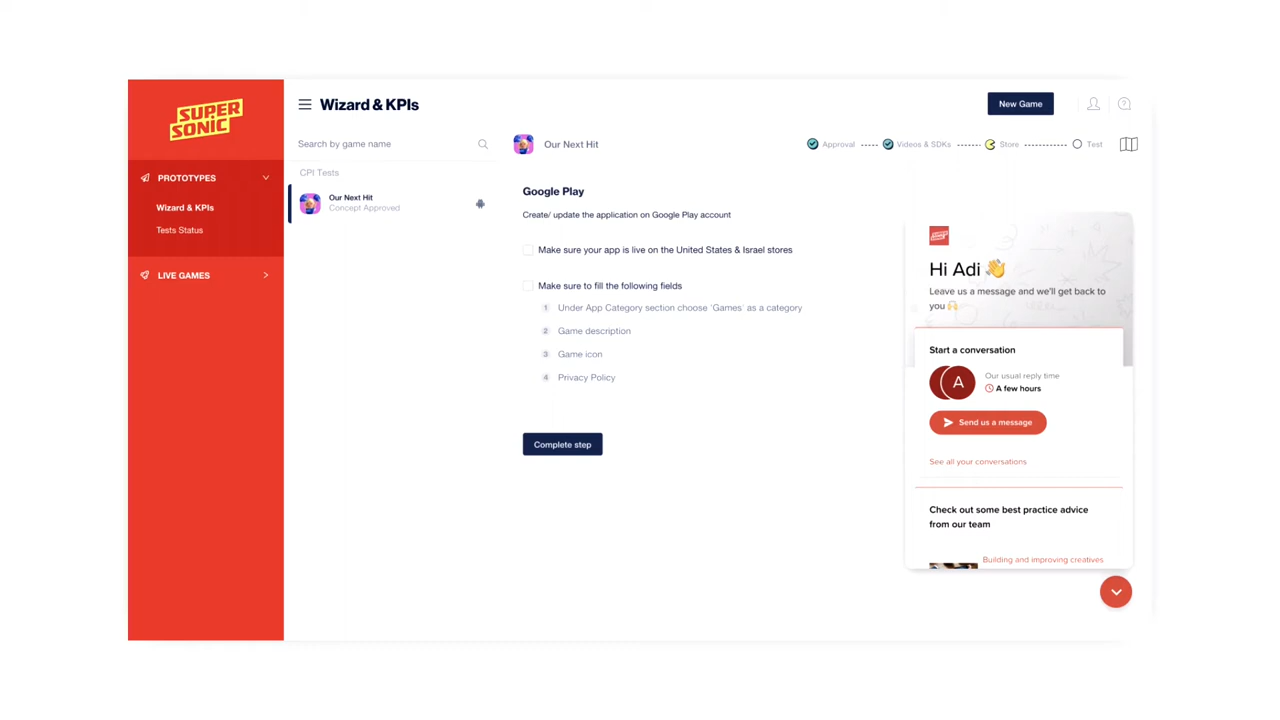 SUPER
SONIC
PROTOTYPES
Wizard & KPIs
Tests Status
LIVE GAMES
Wizard & KPIs
New Game
Search by game name
CPI Tests
Our Next Hit
Concept Approved
Our Next Hit
Approval
Videos & SDKs
Store
Test
Google Play
Create/ update the application on Google Play account
Make sure your app is live on the United States & Israel stores
Make sure to fill the following fields
1 Under App Category section choose 'Games' as a category
2 Game description
3 Game icon
4 Privacy Policy
Complete step
Hi Adi 👋
Leave us a message and we'll get back to
you 🙌
Start a conversation
A
Our usual reply time
A few hours
Send us a message
See all your conversations
Check out some best practice advice
from our team
Building and improving creatives